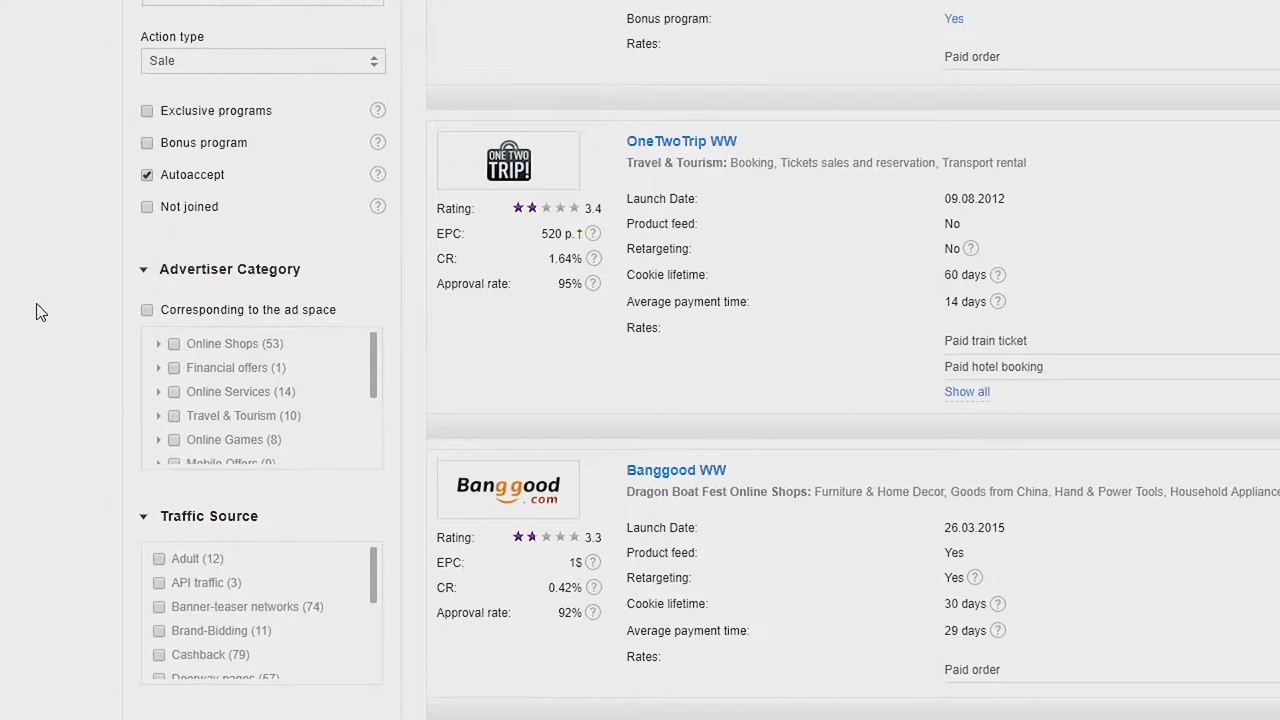 Action type
Sale
Exclusive programs ?
Bonus program ?
Autoaccept ?
Not joined ?
Advertiser Category
Corresponding to the ad space
Online Shops (53)
Financial offers (1)
Online Services (14)
Travel & Tourism (10)
Online Games (8)
Mobile Offers (0)
Traffic Source
Adult (12)
API traffic (3)
Banner-teaser networks (74)
Brand-Bidding (11)
Cashback (79)
Doorway pages (57)
Bonus program: Yes
Rates:
Paid order
ONE TWO TRIP!
Rating: 3.4
EPC: 520 р.↑ ?
CR: 1.64% ?
Approval rate: 95% ?
OneTwoTrip WW
Travel & Tourism: Booking, Tickets sales and reservation, Transport rental
Launch Date: 09.08.2012
Product feed: No
Retargeting: No ?
Cookie lifetime: 60 days ?
Average payment time: 14 days ?
Rates:
Paid train ticket
Paid hotel booking
Show all
Banggood.com
Rating: 3.3
EPC: 1$ ?
CR: 0.42% ?
Approval rate: 92% ?
Banggood WW
Dragon Boat Fest Online Shops: Furniture & Home Decor, Goods from China, Hand & Power Tools, Household Appliance
Launch Date: 26.03.2015
Product feed: Yes
Retargeting: Yes ?
Cookie lifetime: 30 days ?
Average payment time: 29 days ?
Rates:
Paid order